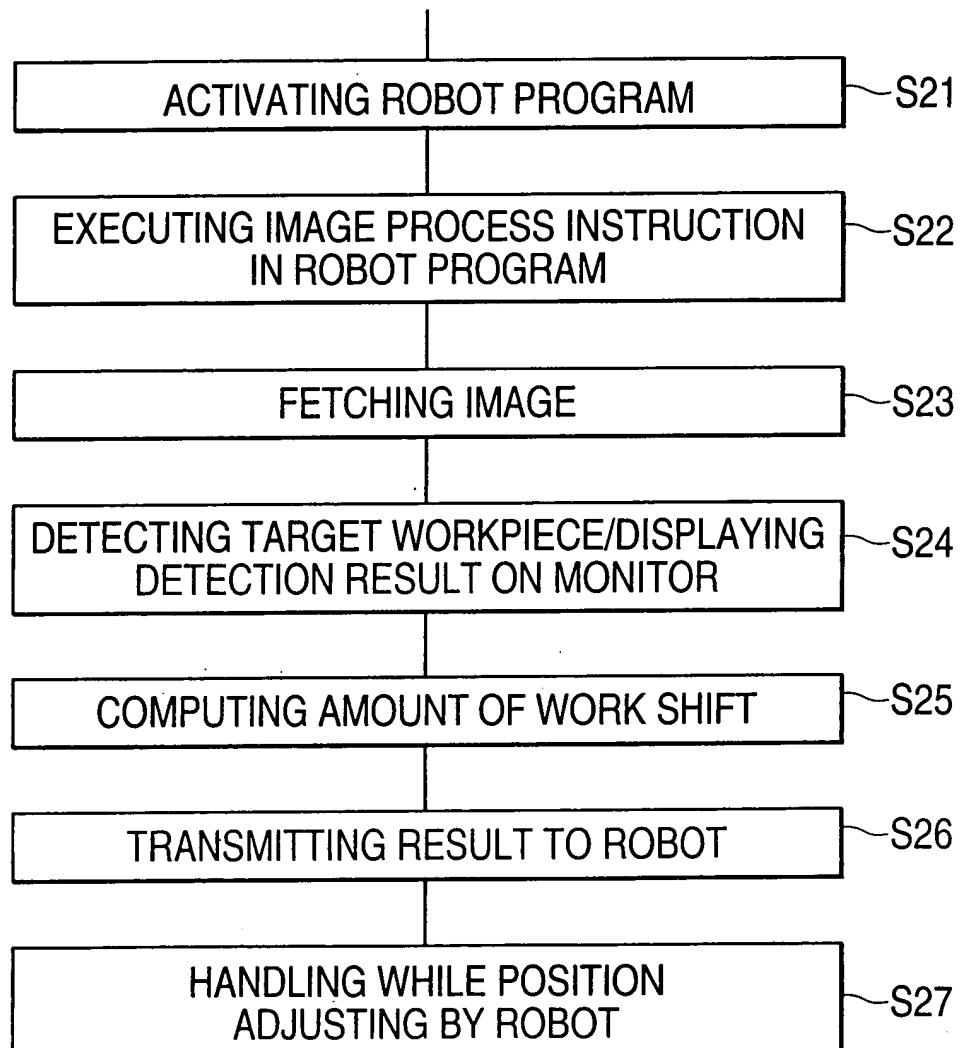 ACTIVATING ROBOT PROGRAM
S21
EXECUTING IMAGE PROCESS INSTRUCTION
IN ROBOT PROGRAM
S22
FETCHING IMAGE
S23
DETECTING TARGET WORKPIECE/DISPLAYING
DETECTION RESULT ON MONITOR
S24
COMPUTING AMOUNT OF WORK SHIFT
S25
TRANSMITTING RESULT TO ROBOT
S26
HANDLING WHILE POSITION
ADJUSTING BY ROBOT
S27